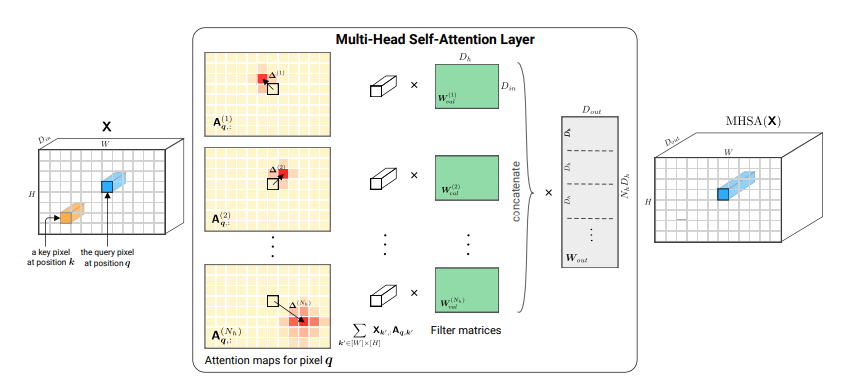 Multi-Head Self-Attention Layer
X
D_in
W
H
a key pixel
at position k
the query pixel
at position q
Δ^(1)
A_q,:^(1)
Δ^(2)
A_q,:^(2)
⋮
Δ^(N_h)
A_q,:^(N_h)
Attention maps for pixel q
×
×
⋮
×
∑ X_k′,: A_q,k′
k′∈[W]×[H]
D_h
D_in
W_val^(1)
W_val^(2)
⋮
W_val^(N_h)
Filter matrices
concatenate
×
D_out
D_h
D_h
D_h
⋮
N_h D_h
W_out
MHSA(X)
D_out
W
H